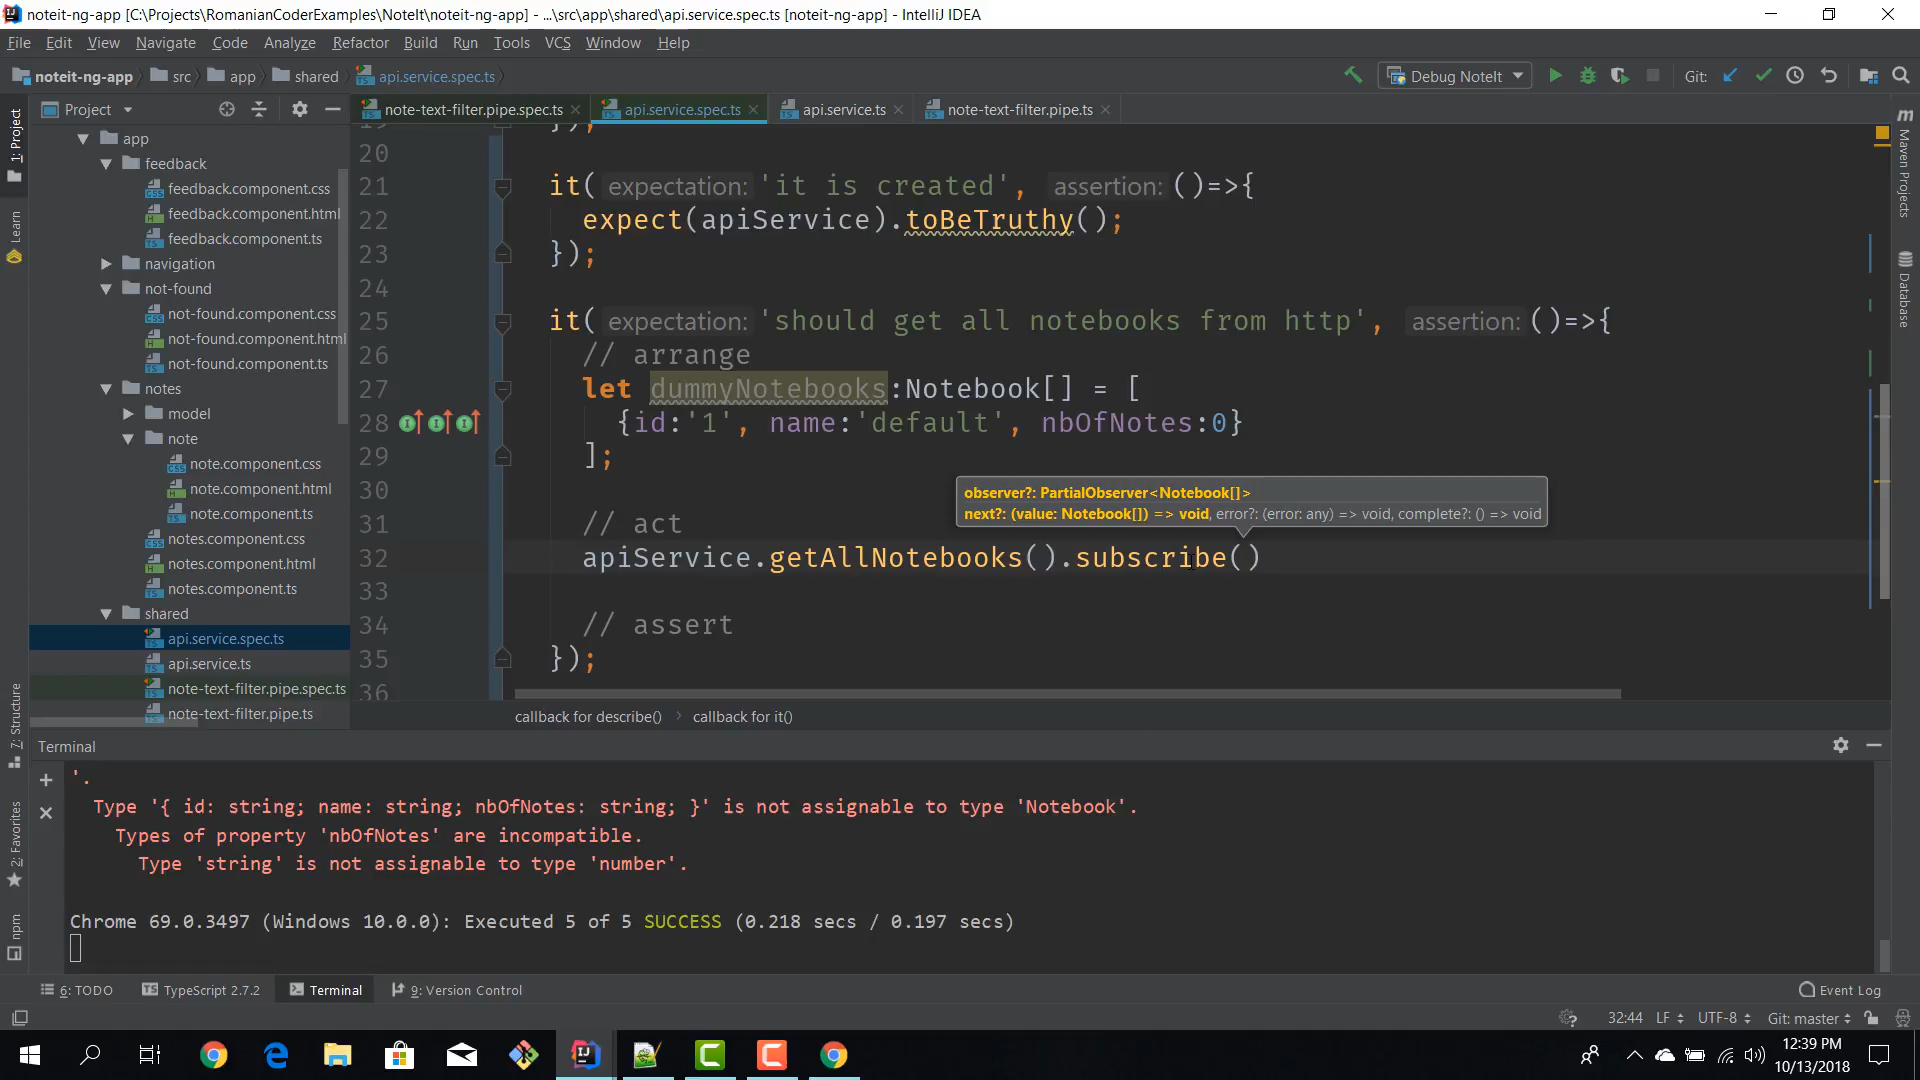 noteit-ng-app [C:\Projects\RomanianCoderExamples\NoteIt\noteit-ng-app] - ...\src\app\shared\api.service.spec.ts [noteit-ng-app] - IntelliJ IDEA
File Edit View Navigate Code Analyze Refactor Build Run Tools VCS Window Help
noteit-ng-app src app shared api.service.spec.ts Debug NoteIt Git:
Project
note-text-filter.pipe.spec.ts api.service.spec.ts api.service.ts note-text-filter.pipe.ts
1: Project
Learn
7: Structure
2: Favorites
npm
app
feedback
feedback.component.css
feedback.component.html
feedback.component.ts
navigation
not-found
not-found.component.css
not-found.component.html
not-found.component.ts
notes
model
note
note.component.css
note.component.html
note.component.ts
notes.component.css
notes.component.html
notes.component.ts
shared
api.service.spec.ts
api.service.ts
note-text-filter.pipe.spec.ts
note-text-filter.pipe.ts
19 });
20
21 it( expectation: 'it is created', assertion: ()=>{
22 expect(apiService).toBeTruthy();
23 });
24
25 it( expectation: 'should get all notebooks from http', assertion: ()=>{
26 // arrange
27 let dummyNotebooks:Notebook[] = [
28 {id:'1', name:'default', nbOfNotes:0}
29 ];
30
observer?: PartialObserver<Notebook[]>
next?: (value: Notebook[]) => void, error?: (error: any) => void, complete?: () => void
31 // act
32 apiService.getAllNotebooks().subscribe()
33
34 // assert
35 });
36
callback for describe() callback for it()
m Maven Projects
Database
Terminal
'.
Type '{ id: string; name: string; nbOfNotes: string; }' is not assignable to type 'Notebook'.
Types of property 'nbOfNotes' are incompatible.
Type 'string' is not assignable to type 'number'.
Chrome 69.0.3497 (Windows 10.0.0): Executed 5 of 5 SUCCESS (0.218 secs / 0.197 secs)
6: TODO TypeScript 2.7.2 Terminal 9: Version Control Event Log
32:44 LF UTF-8 Git: master
12:39 PM
10/13/2018